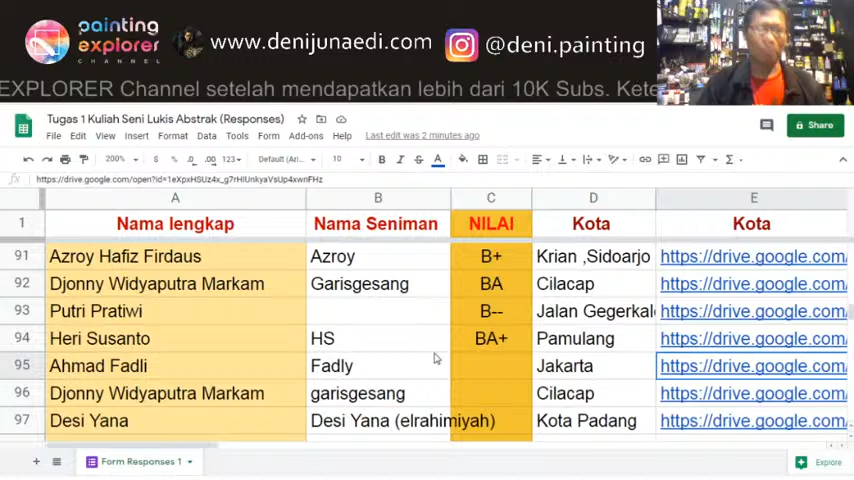 painting
explorer
CHANNEL
www.denijunaedi.com
@deni.painting
EXPLORER Channel setelah mendapatkan lebih dari 10K Subs. Kete
Tugas 1 Kuliah Seni Lukis Abstrak (Responses)
File Edit View Insert Format Data Tools Form Add-ons Help Last edit was 2 minutes ago
Share
200% $ % .0 .00 123 Default (Ari... 10 B I S A
fx https://drive.google.com/open?id=1eXpxHSUz4x_g7rHIUnkyaVsUp4xwnFHz
A B C D E
1 Nama lengkap Nama Seniman NILAI Kota Kota
91 Azroy Hafiz Firdaus Azroy B+ Krian ,Sidoarjo https://drive.google.com/
92 Djonny Widyaputra Markam Garisgesang BA Cilacap https://drive.google.com/
93 Putri Pratiwi B-- Jalan Gegerkal https://drive.google.com/
94 Heri Susanto HS BA+ Pamulang https://drive.google.com/
95 Ahmad Fadli Fadly Jakarta https://drive.google.com/
96 Djonny Widyaputra Markam garisgesang Cilacap https://drive.google.com/
97 Desi Yana Desi Yana (elrahimiyah) Kota Padang https://drive.google.com/
Form Responses 1
Explore